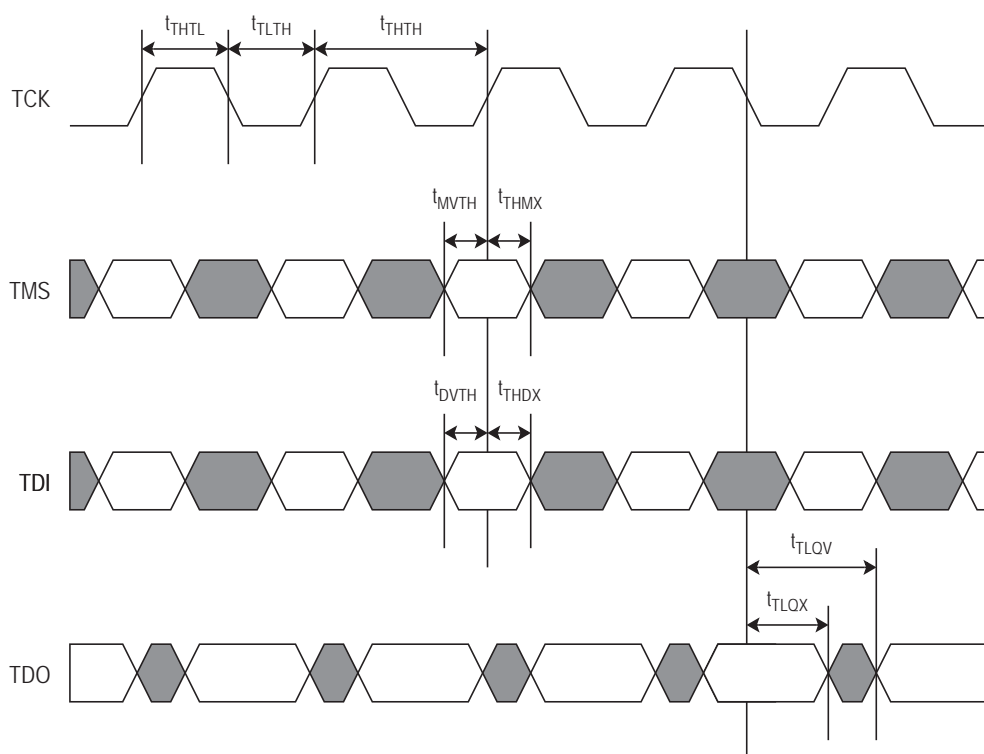 tTHTL tTLTH tTHTH
TCK
tMVTH tTHMX
TMS
tDVTH tTHDX
TDI
tTLQV
tTLQX
TDO